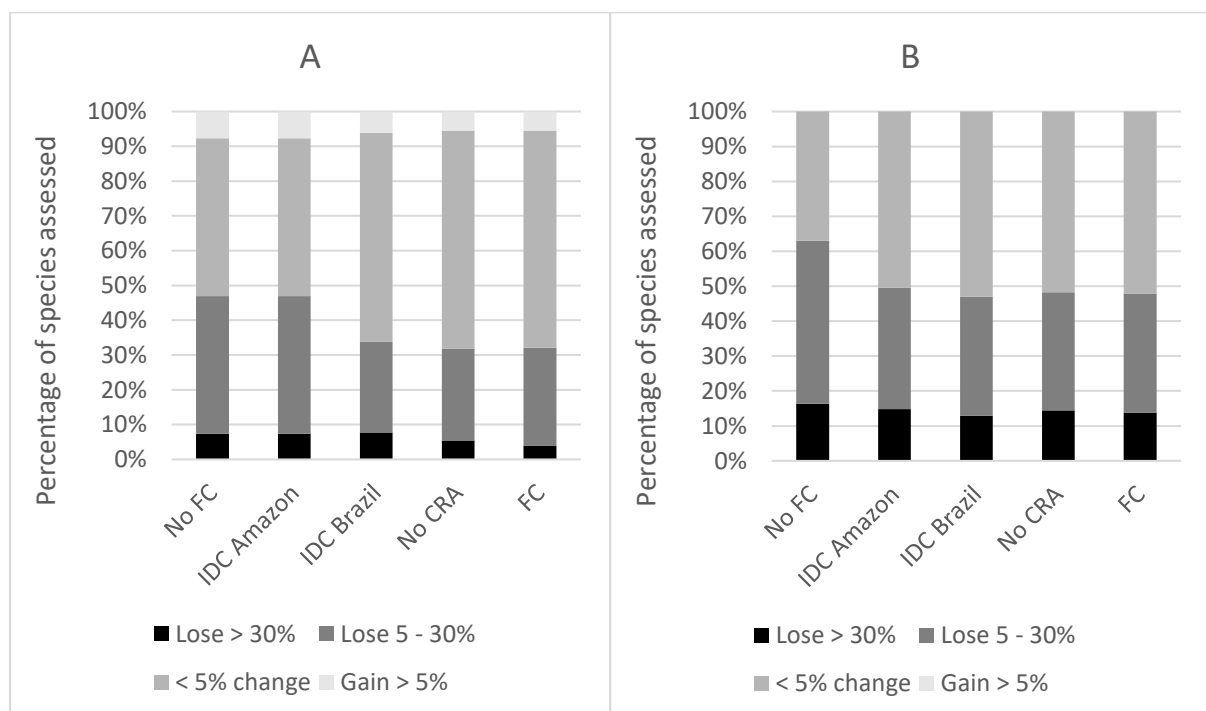 A
Percentage of species assessed
100%
90%
80%
70%
60%
50%
40%
30%
20%
10%
0%
No FC
IDC Amazon
IDC Brazil
No CRA
FC
Lose > 30%
Lose 5 - 30%
< 5% change
Gain > 5%
B
Percentage of species assessed
100%
90%
80%
70%
60%
50%
40%
30%
20%
10%
0%
No FC
IDC Amazon
IDC Brazil
No CRA
FC
Lose > 30%
Lose 5 - 30%
< 5% change
Gain > 5%